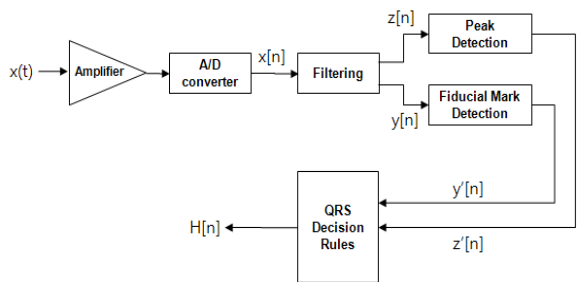 z[n]
Peak
Detection
x(t)
Amplifier
A/D
converter
x[n]
Filtering
y[n]
Fiducial Mark
Detection
y'[n]
QRS
Decision
Rules
H[n]
z'[n]